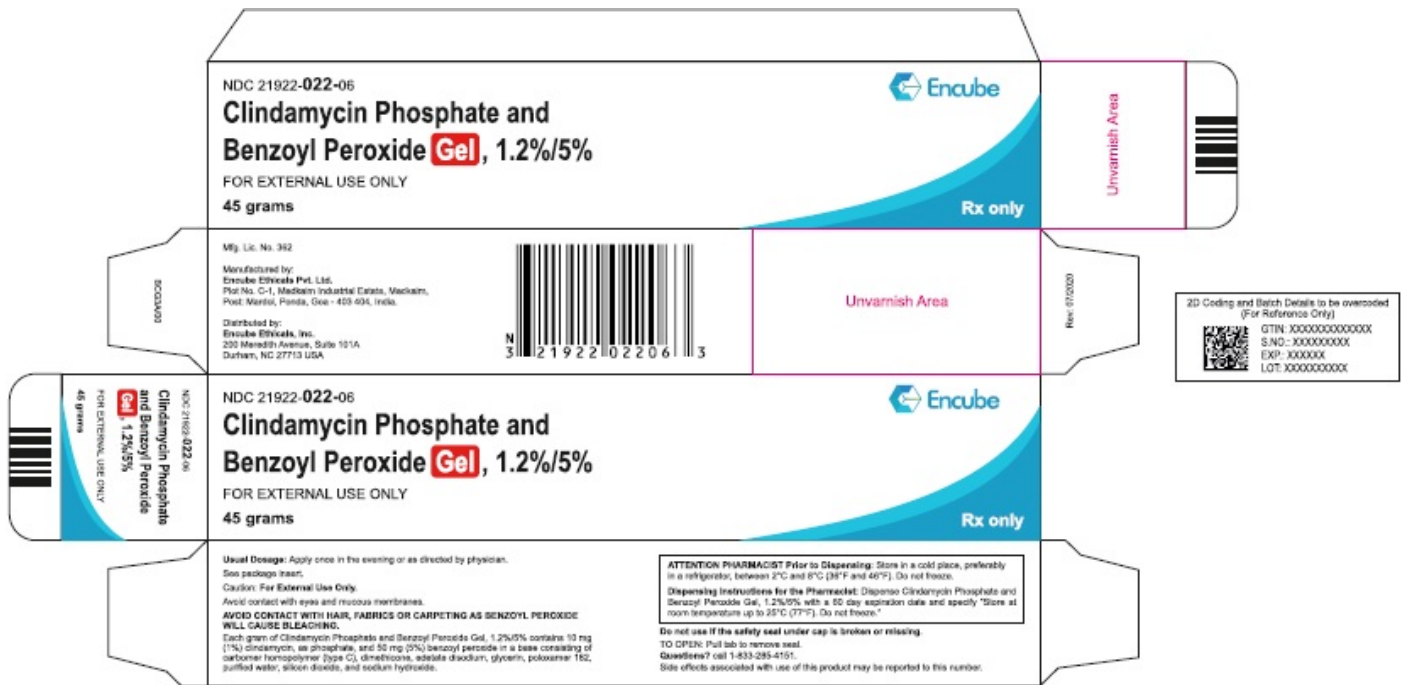 NDC 21922-022-06
Encube
Clindamycin Phosphate and
Benzoyl Peroxide Gel, 1.2%/5%
FOR EXTERNAL USE ONLY
45 grams
Rx only
Unvarnish Area
Mfg. Lic. No. 362
Manufactured by:
Encube Ethicals Pvt. Ltd.
Plot No. C-1, Madkaim Industrial Estate, Madkaim,
Post: Mardol, Ponda, Goa - 403 404, India.
Distributed by:
Encube Ethicals, Inc.
200 Meredith Avenue, Suite 101A
Durham, NC 27713 USA
N
3 21922 02206 3
Unvarnish Area
Rev: 07/2020
2D Coding and Batch Details to be overcoded
(For Reference Only)
GTIN: XXXXXXXXXXXXXX
S.NO.: XXXXXXXXX
EXP.: XXXXXX
LOT: XXXXXXXXXX
NDC 21922-022-06
Clindamycin Phosphate
and Benzoyl Peroxide
Gel, 1.2%/5%
FOR EXTERNAL USE ONLY
45 grams
NDC 21922-022-06
Encube
Clindamycin Phosphate and
Benzoyl Peroxide Gel, 1.2%/5%
FOR EXTERNAL USE ONLY
45 grams
Rx only
Usual Dosage: Apply once in the evening or as directed by physician.
See package insert.
Caution: For External Use Only.
Avoid contact with eyes and mucous membranes.
AVOID CONTACT WITH HAIR, FABRICS OR CARPETING AS BENZOYL PEROXIDE
WILL CAUSE BLEACHING.
Each gram of Clindamycin Phosphate and Benzoyl Peroxide Gel, 1.2%/5% contains 10 mg
(1%) clindamycin, as phosphate, and 50 mg (5%) benzoyl peroxide in a base consisting of
carbomer homopolymer (type C), dimethicone, edetate disodium, glycerin, poloxamer 182,
purified water, silicon dioxide, and sodium hydroxide.
ATTENTION PHARMACIST Prior to Dispensing: Store in a cold place, preferably
in a refrigerator, between 2°C and 8°C (36°F and 46°F). Do not freeze.
Dispensing Instructions for the Pharmacist: Dispense Clindamycin Phosphate and
Benzoyl Peroxide Gel, 1.2%/5% with a 60 day expiration date and specify "Store at
room temperature up to 25°C (77°F). Do not freeze."
Do not use if the safety seal under cap is broken or missing.
TO OPEN: Pull tab to remove seal.
Questions? call 1-833-285-4151.
Side effects associated with use of this product may be reported to this number.